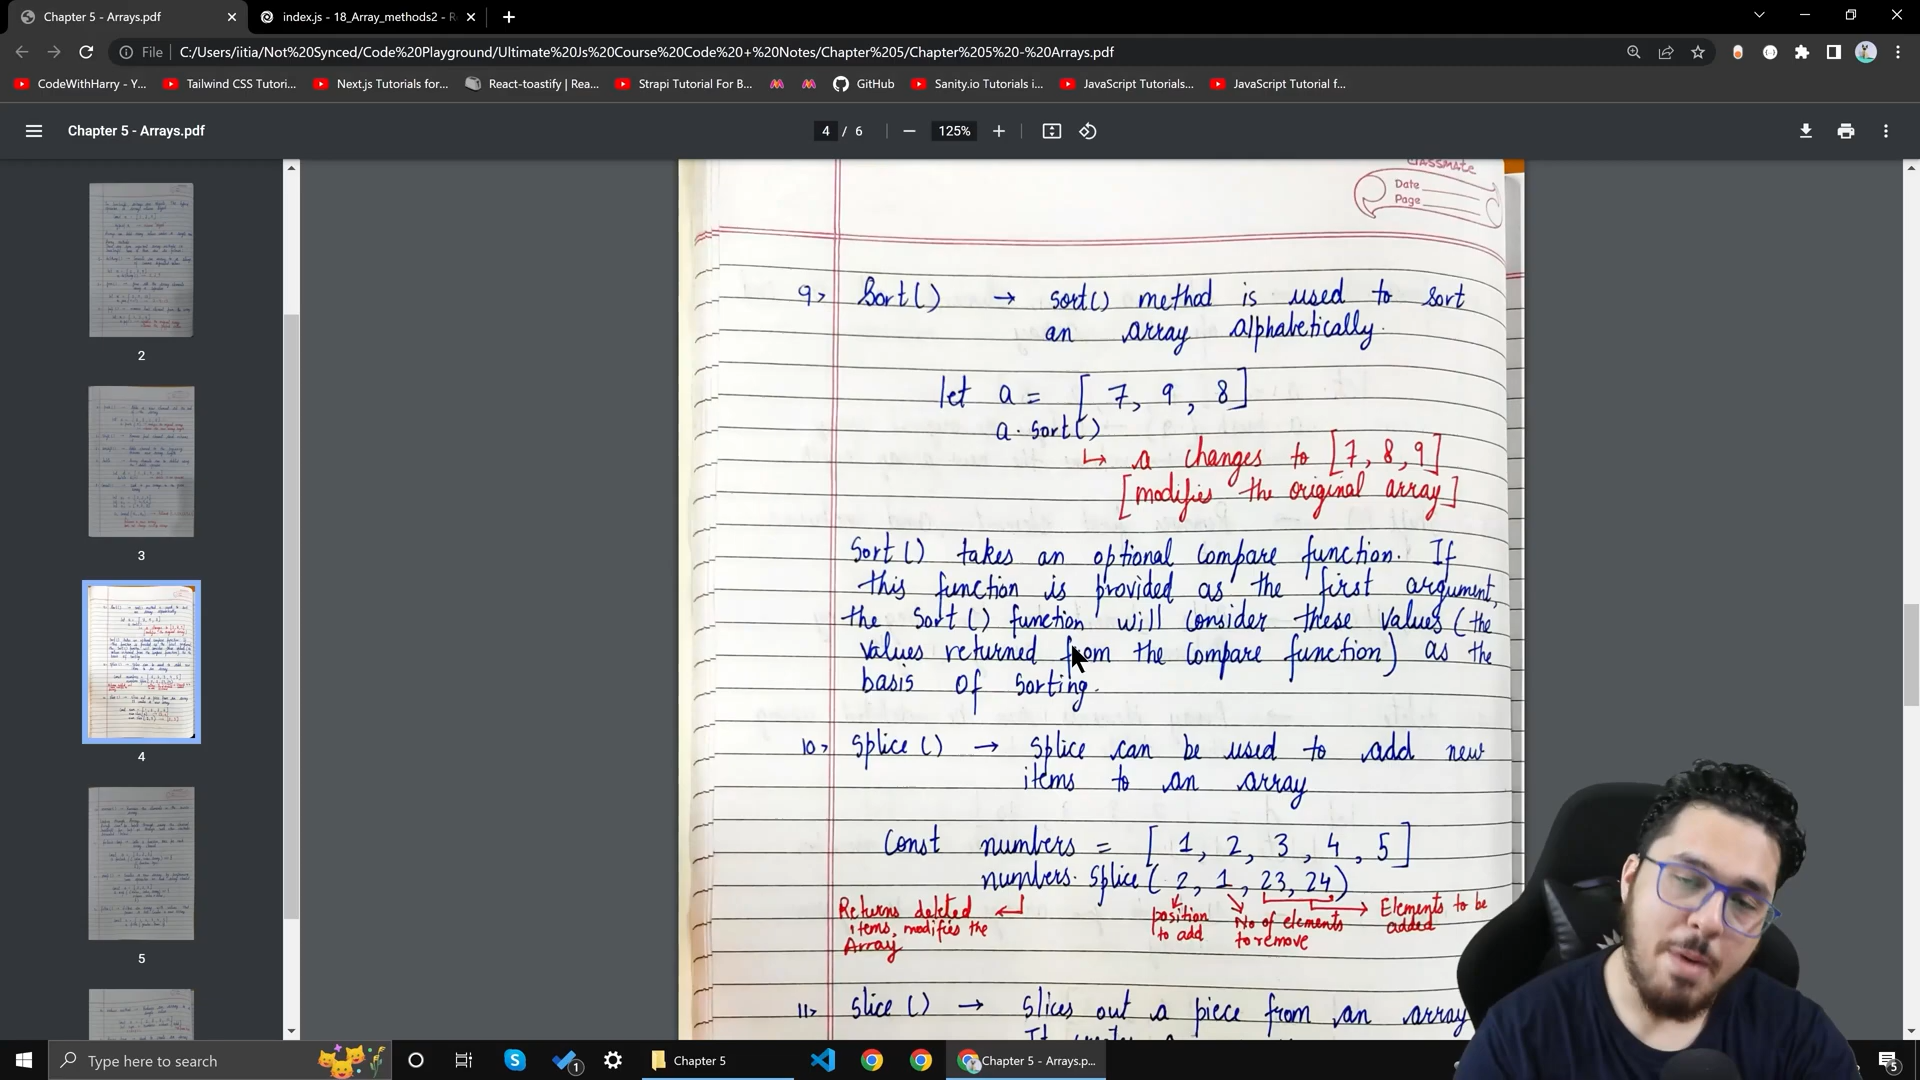 Chapter 5 - Arrays.pdf
index.js - 18_Array_methods2 - Re
File
C:/Users/iitia/Not%20Synced/Code%20Playground/Ultimate%20Js%20Course%20Code%20+%20Notes/Chapter%205/Chapter%205%20-%20Arrays.pdf
CodeWithHarry - Y...
Tailwind CSS Tutori...
Next.js Tutorials for...
React-toastify | Rea...
Strapi Tutorial For B...
GitHub
Sanity.io Tutorials i...
JavaScript Tutorials...
JavaScript Tutorial f...
Chapter 5 - Arrays.pdf
4 / 6
125%
2
3
4
5
classmate
Date
Page
9> Sort() → sort() method is used to sort
an array alphabetically.
let a = [ 7, 9, 8]
a.sort()
↳ a changes to [7, 8, 9]
[modifies the original array]
Sort() takes an optional compare function. If
this function is provided as the first argument,
the Sort() function will consider these values (the
values returned from the compare function) as the
basis of sorting.
10> Splice() → Splice can be used to add new
items to an array
Const numbers = [ 1, 2, 3, 4, 5]
numbers.splice( 2, 1, 23, 24)
Returns deleted
items, modifies the
Array
position
to add
No of elements
to remove
Elements to be
added
11> Slice() → Slices out a piece from an array
Type here to search
1
Chapter 5
Chapter 5 - Arrays.p...
5